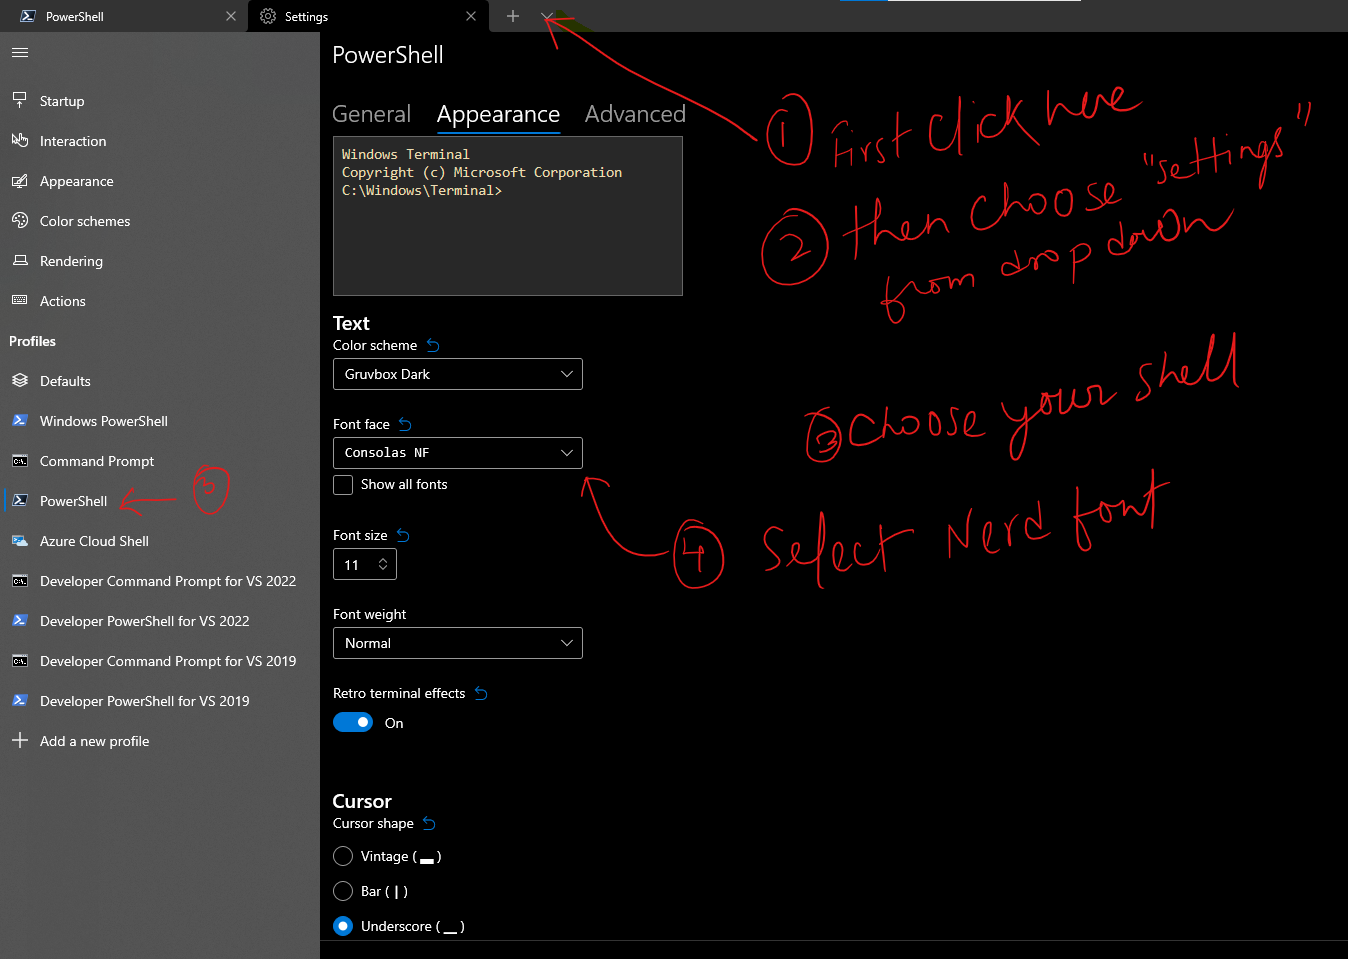 PowerShell
Settings
Startup
Interaction
Appearance
Color schemes
Rendering
Actions
Profiles
Defaults
Windows PowerShell
Command Prompt
PowerShell
3
Azure Cloud Shell
Developer Command Prompt for VS 2022
Developer PowerShell for VS 2022
Developer Command Prompt for VS 2019
Developer PowerShell for VS 2019
Add a new profile
PowerShell
General Appearance Advanced
Windows Terminal
Copyright (c) Microsoft Corporation
C:\Windows\Terminal>
Text
Color scheme
Gruvbox Dark
Font face
Consolas NF
Show all fonts
Font size
11
Font weight
Normal
Retro terminal effects
On
Cursor
Cursor shape
Vintage ( ▂ )
Bar ( | )
Underscore ( _ )
1 First Click here
2 then choose "settings"
from drop down
3 Choose your shell
4 Select Nerd font